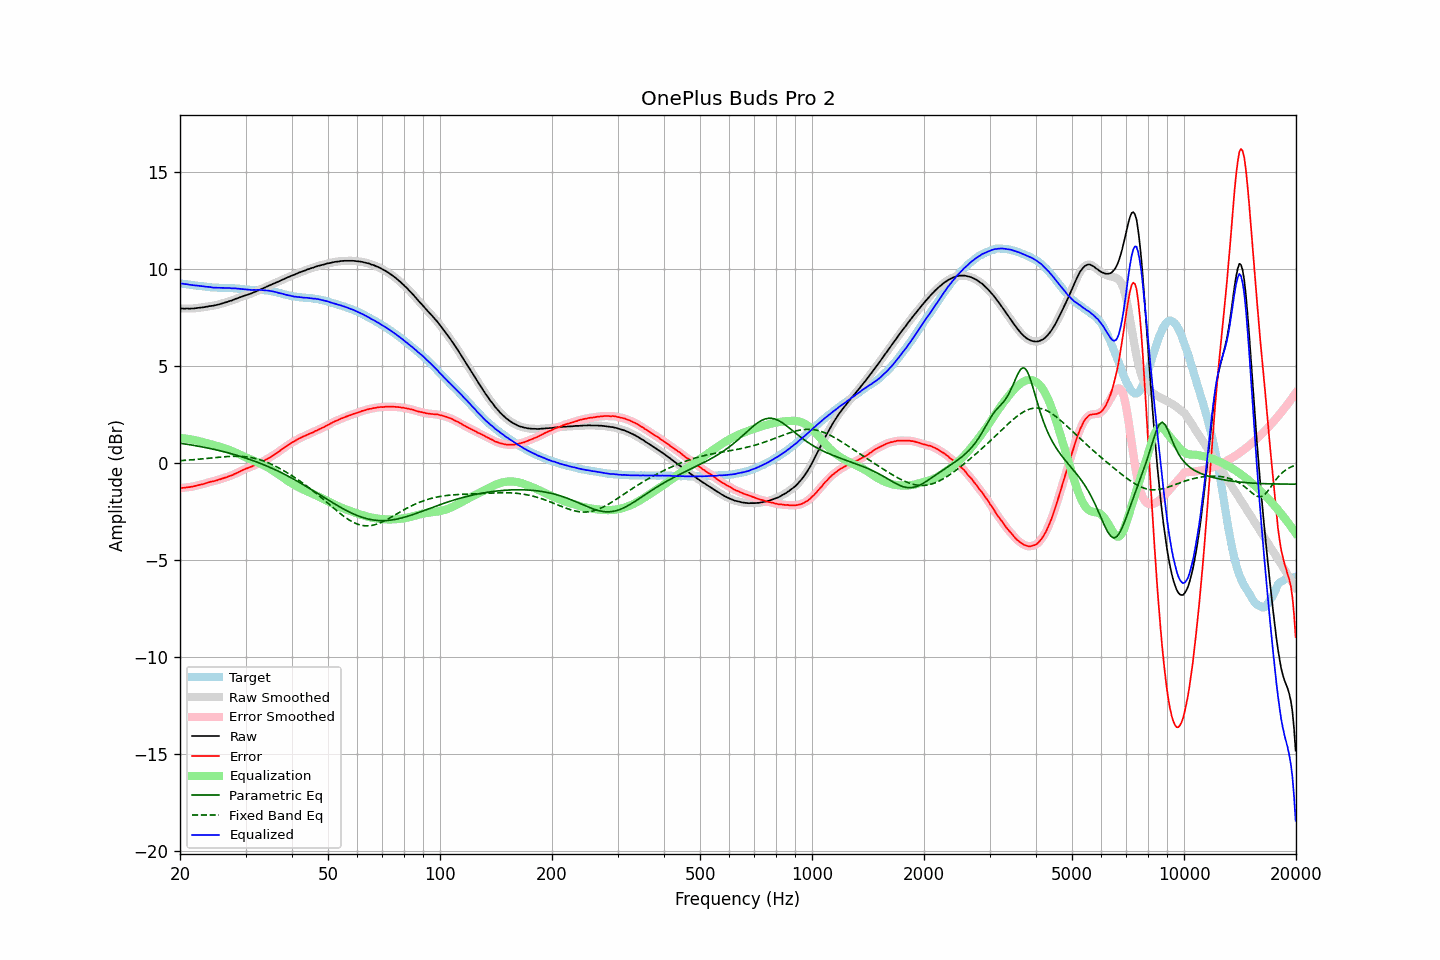 OnePlus Buds Pro 2
Amplitude (dBr)
15
10
5
0
−5
−10
−15
−20
Target
Raw Smoothed
Error Smoothed
Raw
Error
Equalization
Parametric Eq
Fixed Band Eq
Equalized
20 50 100 200 500 1000 2000 5000 10000 20000
Frequency (Hz)